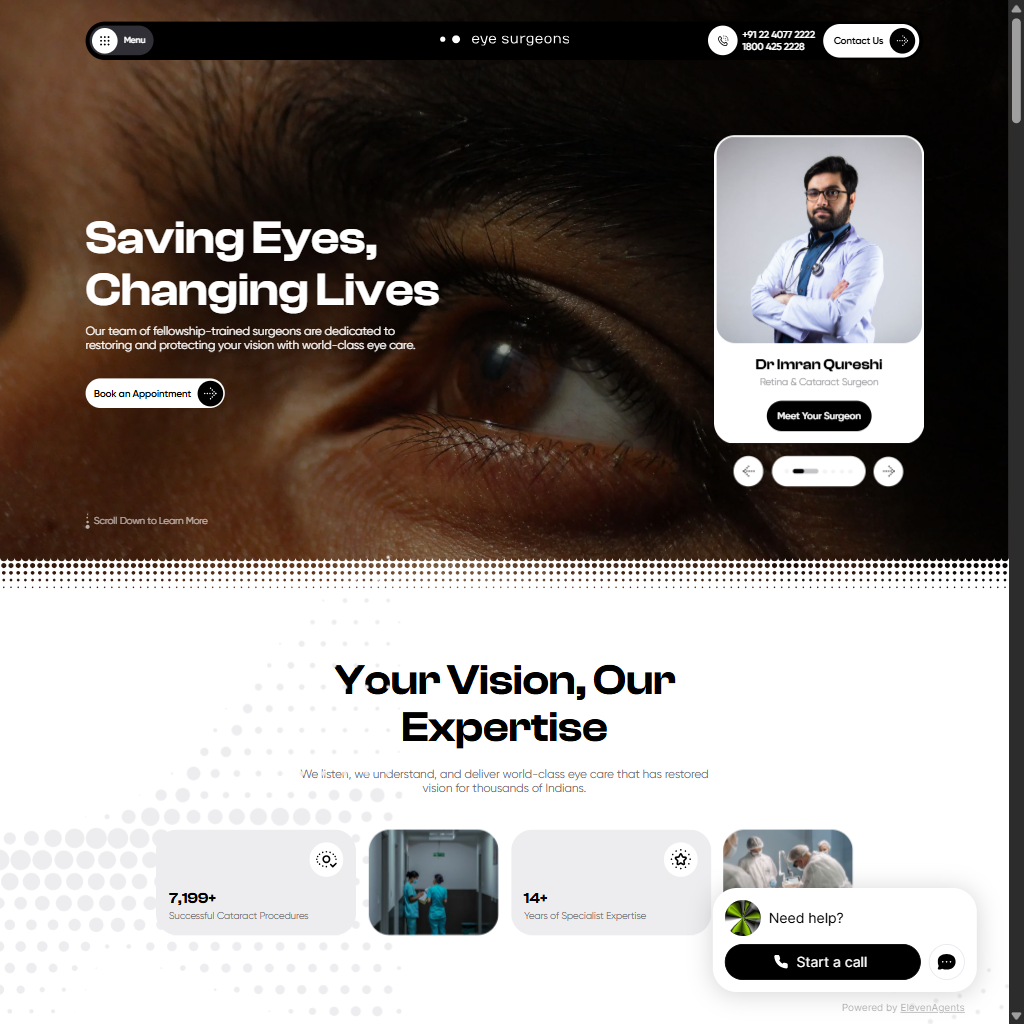 Menu
eye surgeons
+91 22 4077 2222
1800 425 2228
Contact Us
Saving Eyes,
Changing Lives
Our team of fellowship-trained surgeons are dedicated to
restoring and protecting your vision with world-class eye care.
Book an Appointment
Dr Imran Qureshi
Retina & Cataract Surgeon
Meet Your Surgeon
Scroll Down to Learn More
Your Vision, Our
Expertise
We listen, we understand, and deliver world-class eye care that has restored
vision for thousands of Indians.
7,199+
Successful Cataract Procedures
14+
Years of Specialist Expertise
Need help?
Start a call
Powered by ElevenAgents